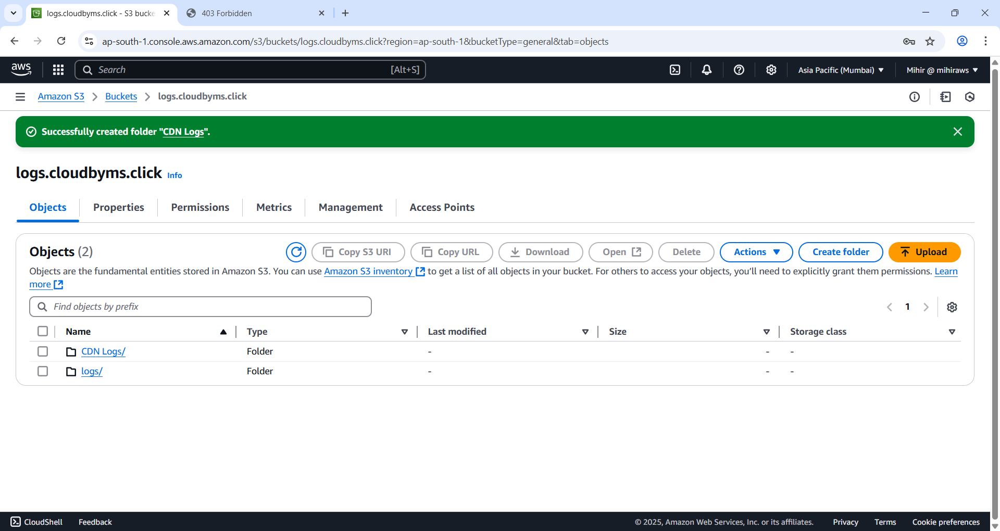 logs.cloudbyms.click - S3 bucke
403 Forbidden
ap-south-1.console.aws.amazon.com/s3/buckets/logs.cloudbyms.click?region=ap-south-1&bucketType=general&tab=objects
aws
Search
[Alt+S]
Asia Pacific (Mumbai)
Mihir @ mihiraws
Amazon S3
Buckets
logs.cloudbyms.click
Successfully created folder "CDN Logs".
logs.cloudbyms.click Info
Objects
Properties
Permissions
Metrics
Management
Access Points
Objects (2)
Copy S3 URI
Copy URL
Download
Open
Delete
Actions
Create folder
Upload
Objects are the fundamental entities stored in Amazon S3. You can use Amazon S3 inventory to get a list of all objects in your bucket. For others to access your objects, you’ll need to explicitly grant them permissions. Learn
more
Find objects by prefix
1
Name
Type
Last modified
Size
Storage class
CDN Logs/ Folder - - -
logs/ Folder - - -
CloudShell
Feedback
© 2025, Amazon Web Services, Inc. or its affiliates.
Privacy
Terms
Cookie preferences